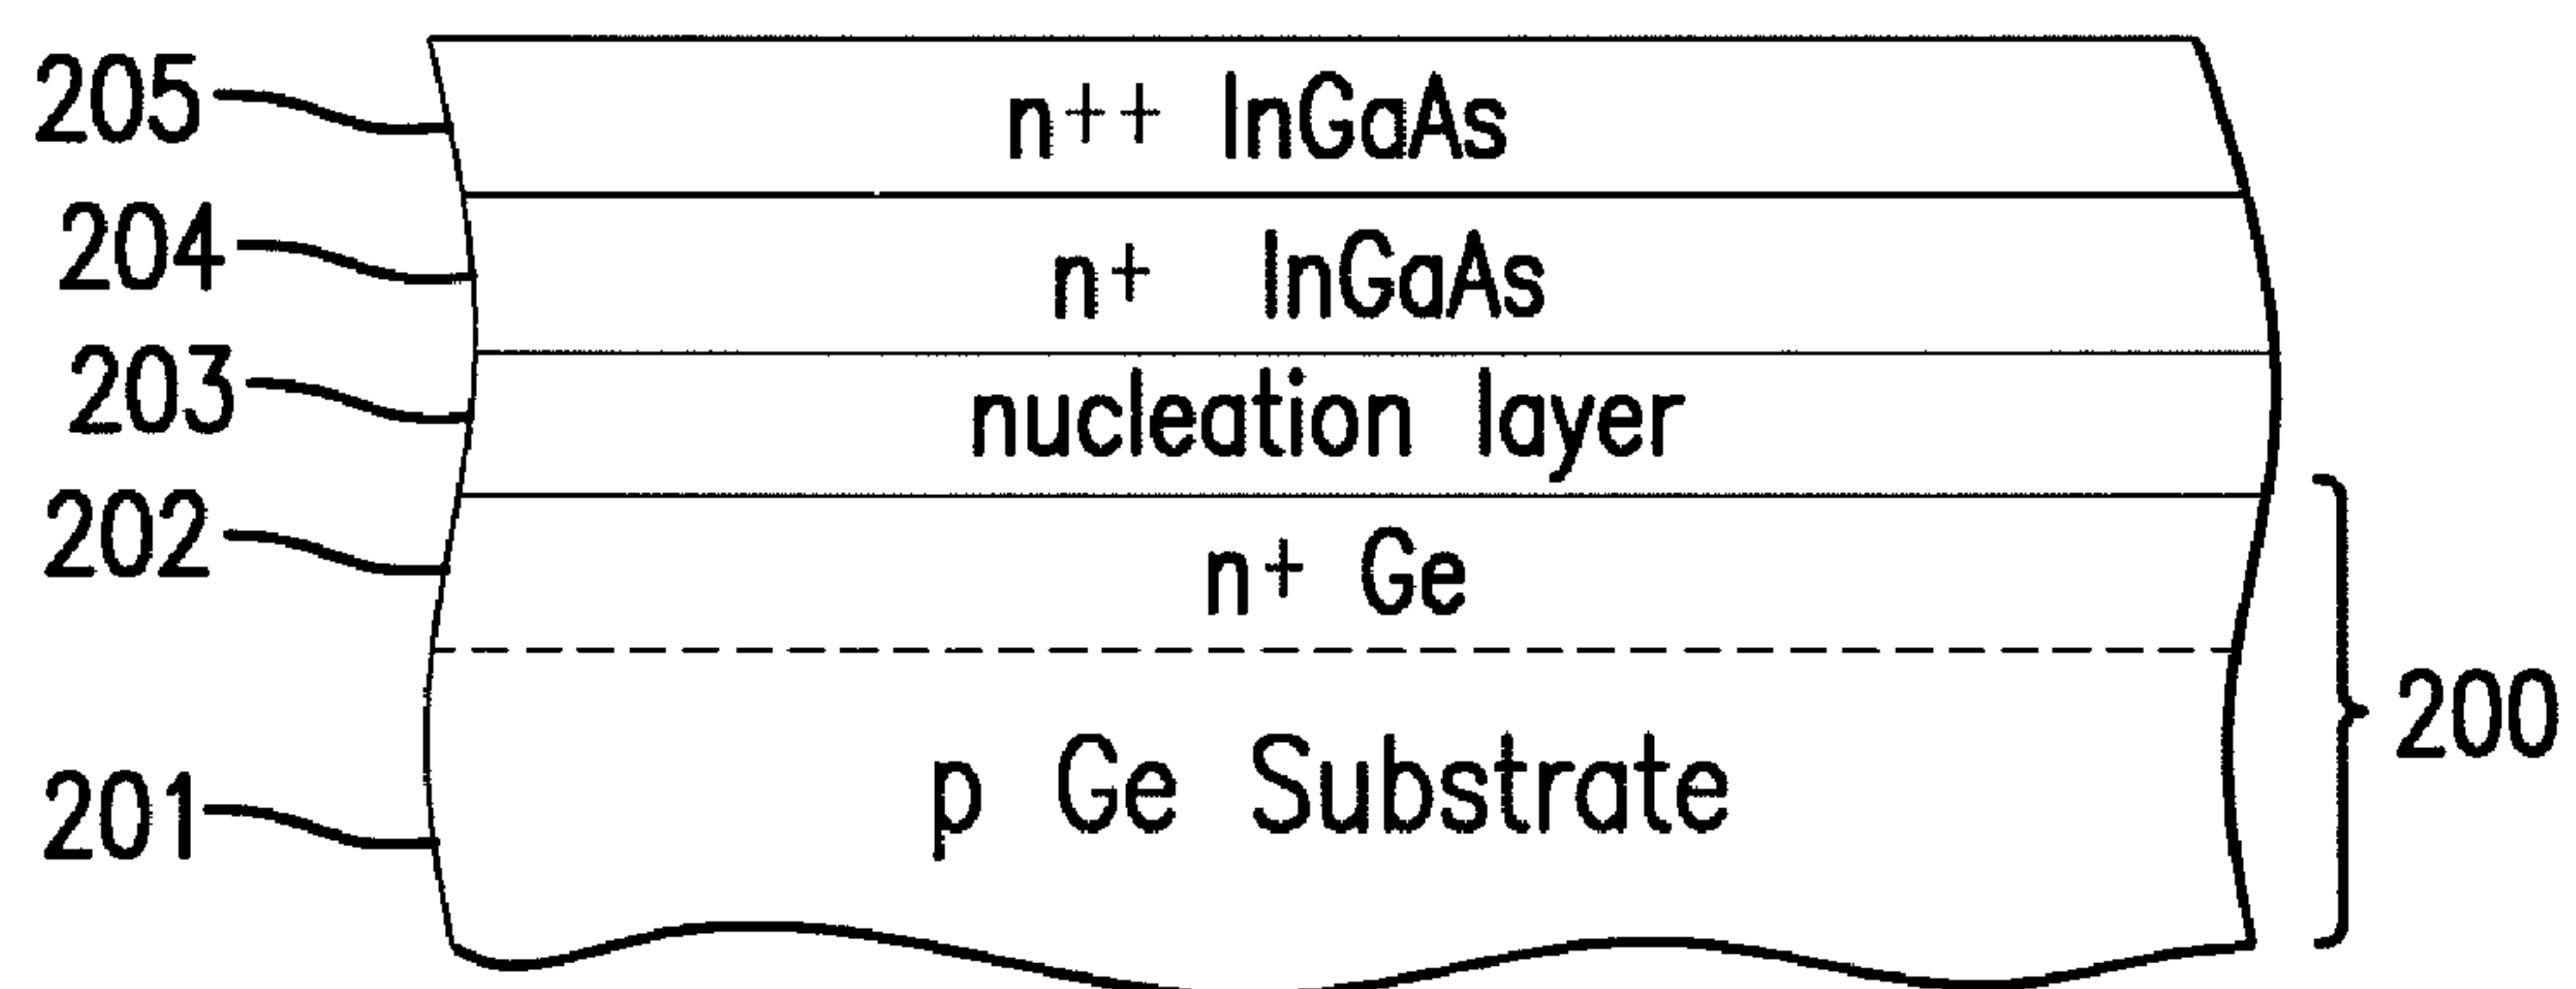 205 n++ InGaAs
204 n+ InGaAs
203 nucleation layer
202 n+ Ge
200
201 p Ge Substrate